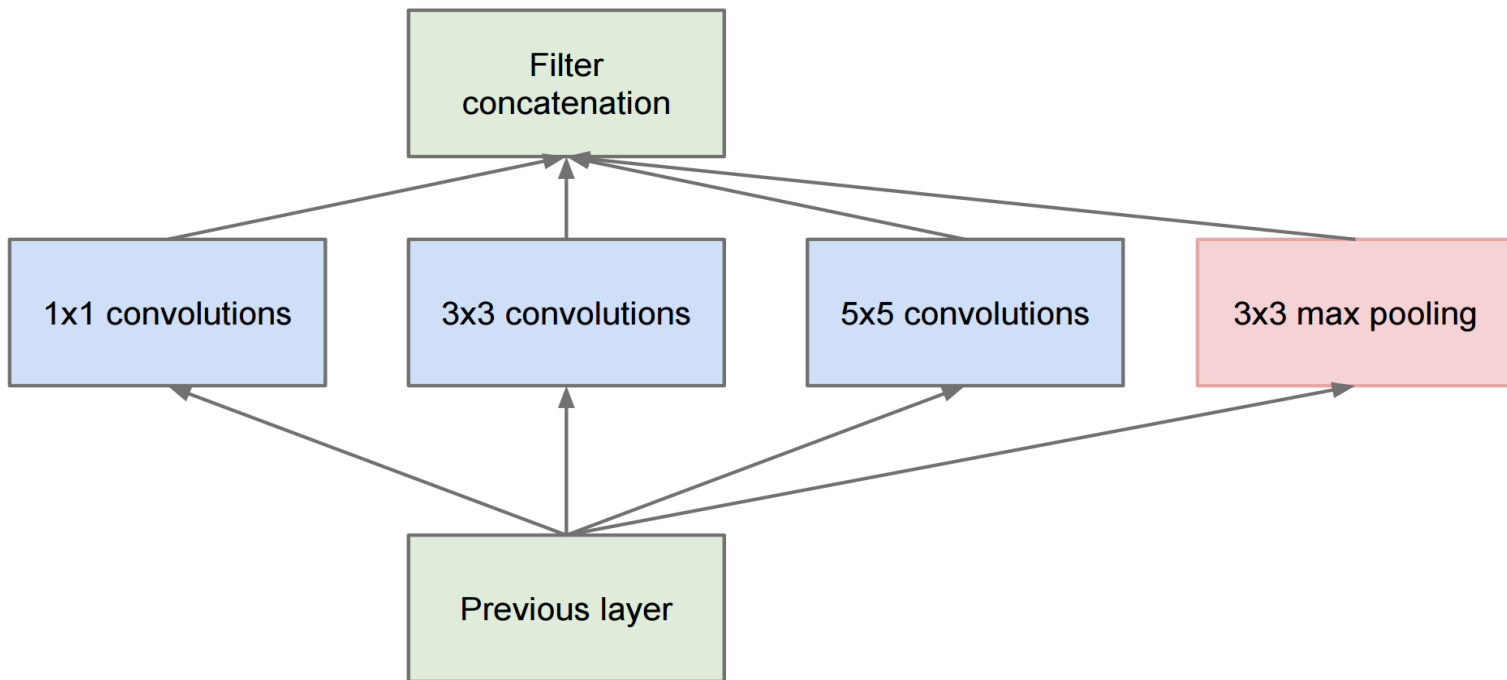 Filter
concatenation
1x1 convolutions
3x3 convolutions
5x5 convolutions
3x3 max pooling
Previous layer